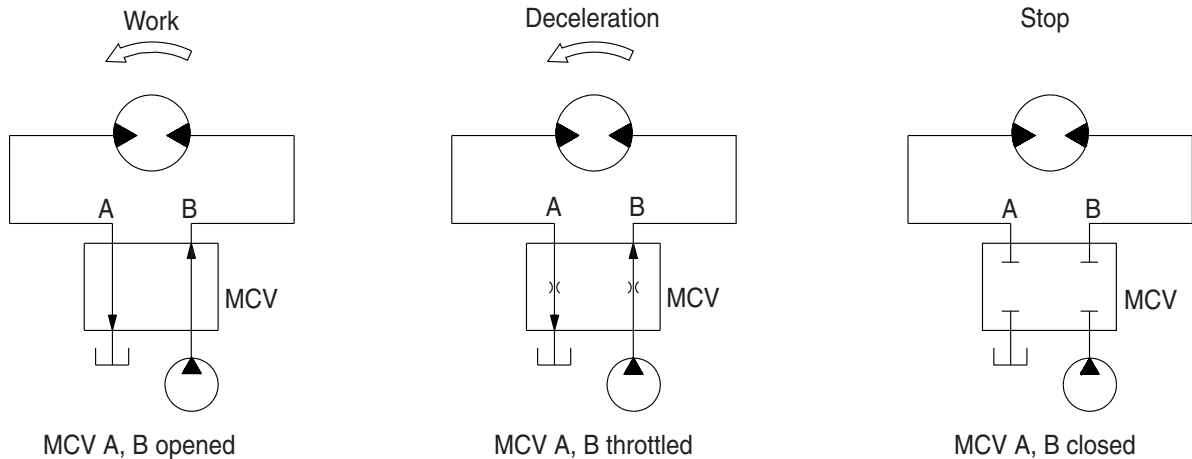 Work
Deceleration
Stop
A B
A B
A B
MCV
MCV
MCV
MCV A, B opened
MCV A, B throttled
MCV A, B closed